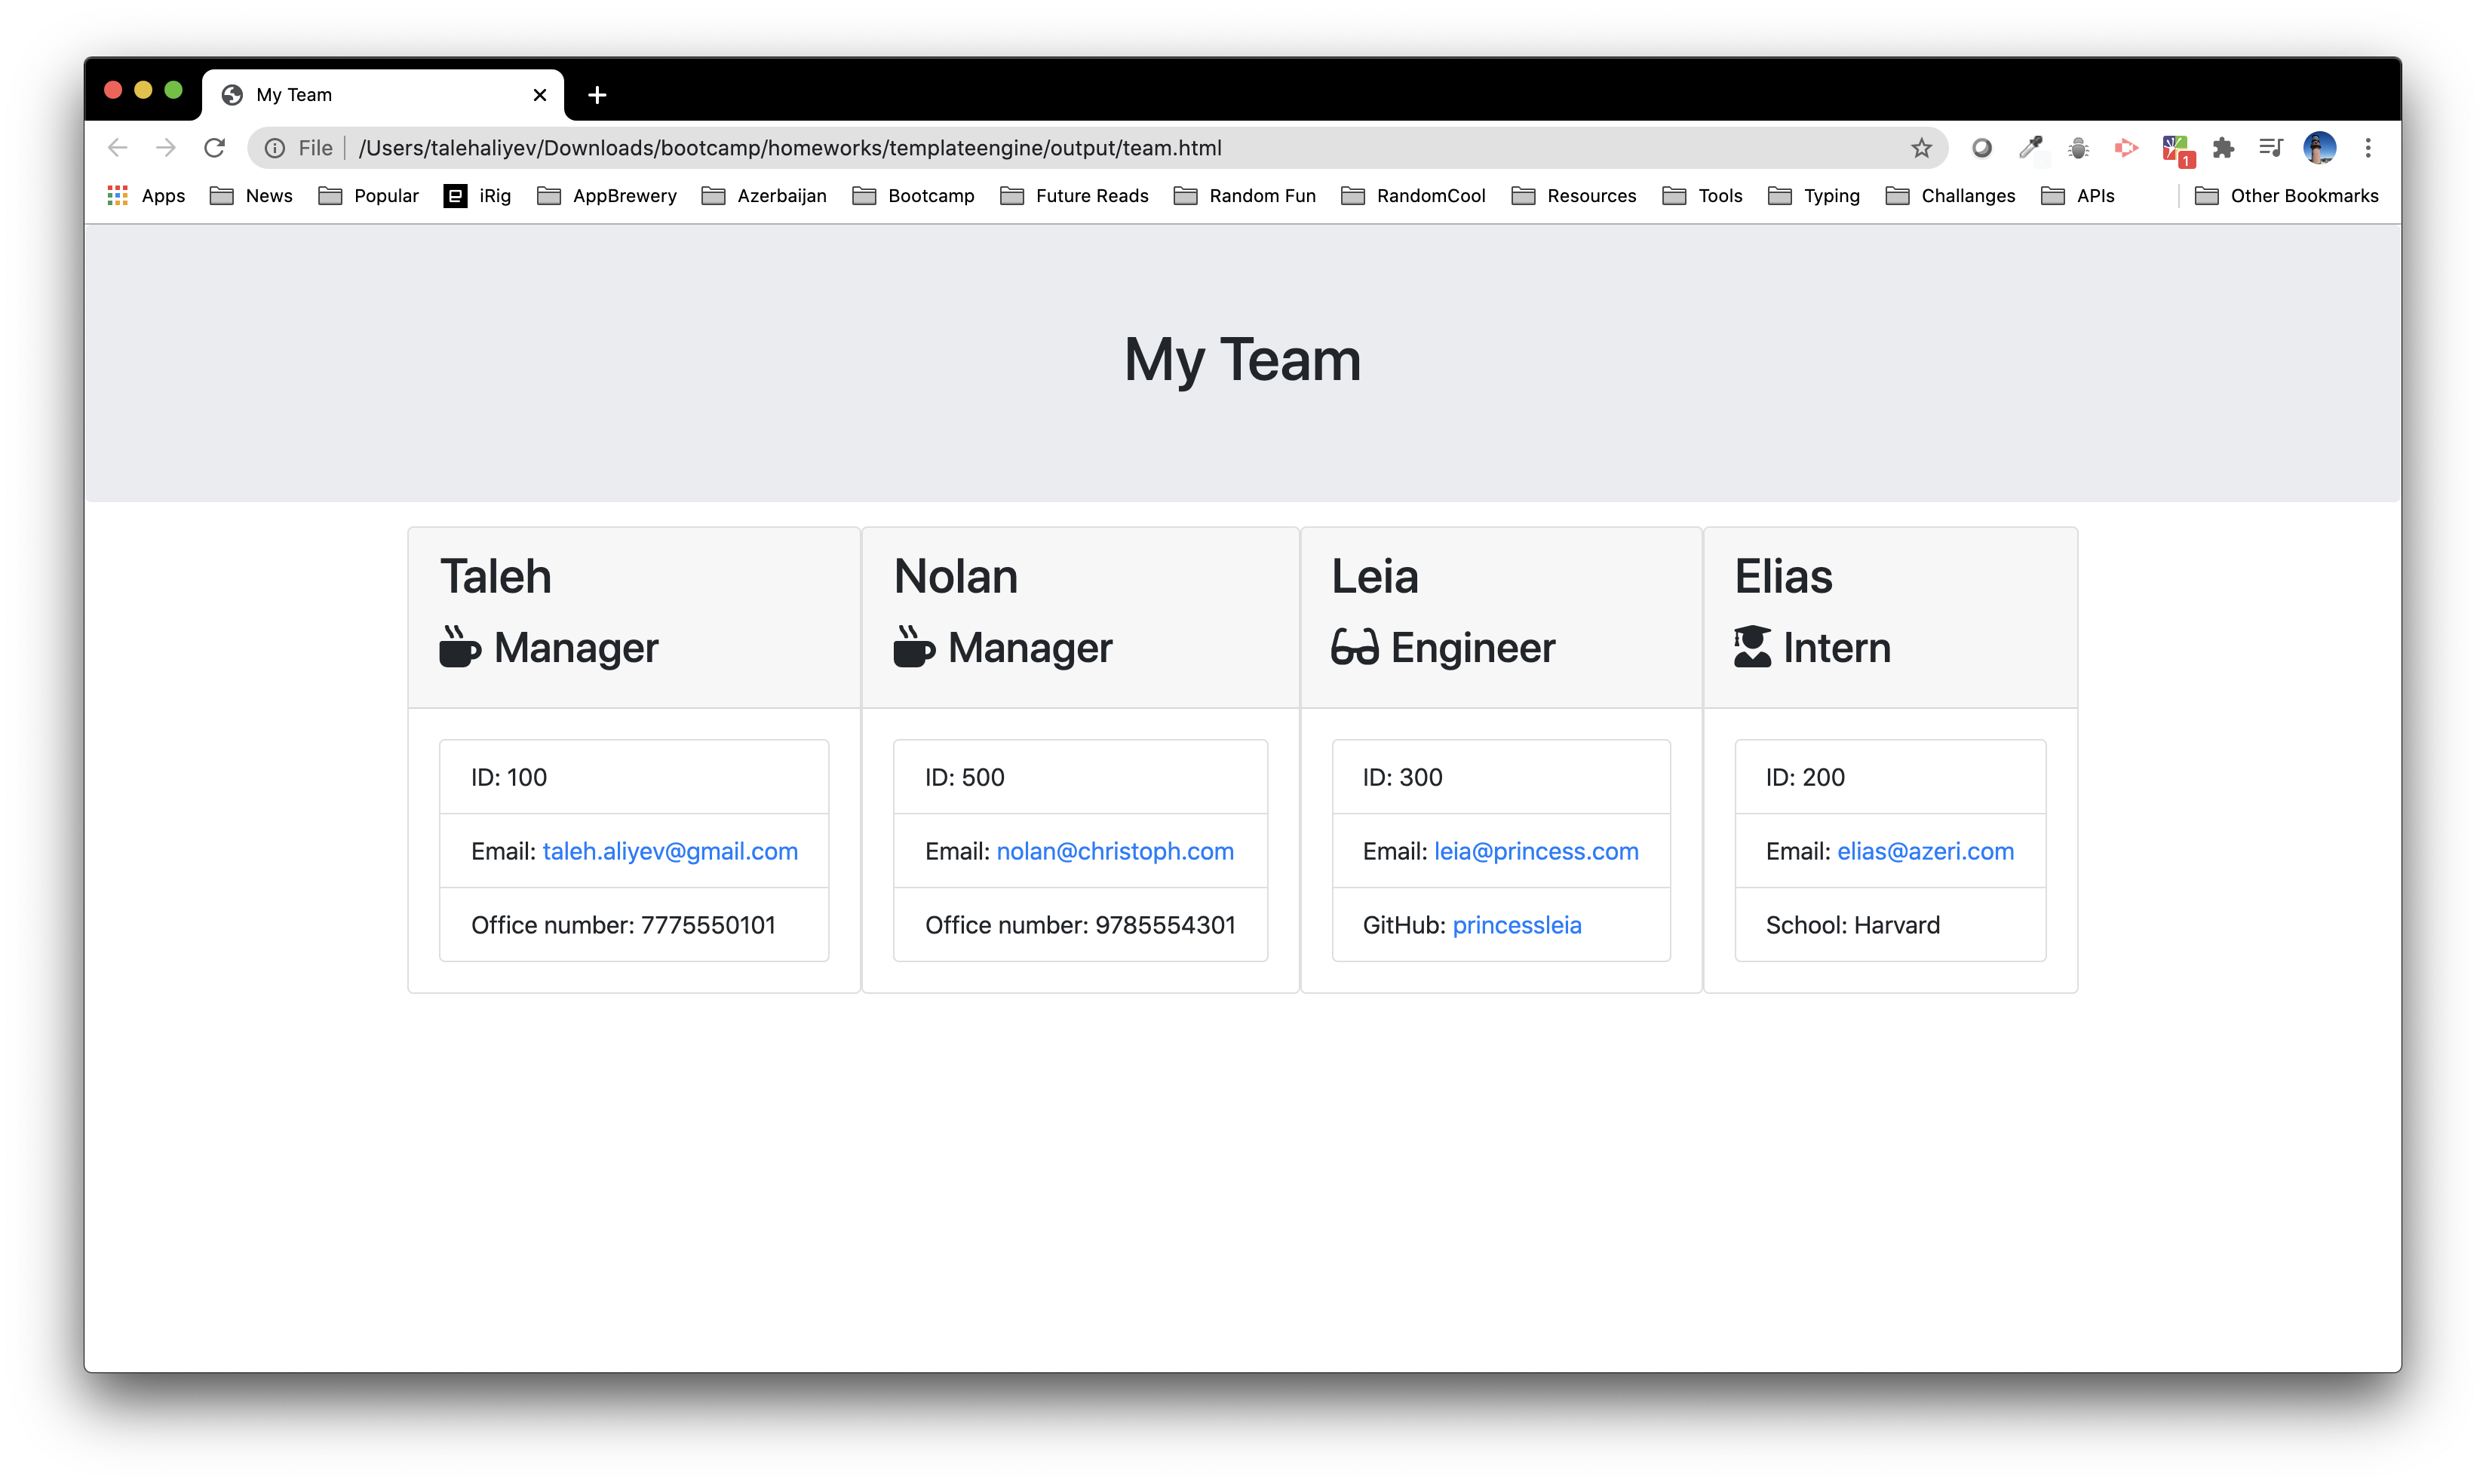 My Team
File /Users/talehaliyev/Downloads/bootcamp/homeworks/templateengine/output/team.html
1
Apps News Popular iRig AppBrewery Azerbaijan Bootcamp Future Reads Random Fun RandomCool Resources Tools Typing Challanges APIs Other Bookmarks
My Team
Taleh
Manager
ID: 100
Email: taleh.aliyev@gmail.com
Office number: 7775550101
Nolan
Manager
ID: 500
Email: nolan@christoph.com
Office number: 9785554301
Leia
Engineer
ID: 300
Email: leia@princess.com
GitHub: princessleia
Elias
Intern
ID: 200
Email: elias@azeri.com
School: Harvard